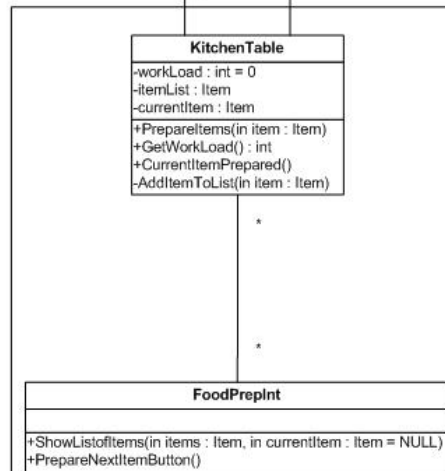 KitchenTable
-workLoad : int = 0
-itemList : Item
-currentItem : Item
+PrepareItems(in item : Item)
+GetWorkLoad() : int
+CurrentItemPrepared()
-AddItemToList(in item : Item)
*
*
FoodPrepInt
+ShowListofItems(in items : Item, in currentItem : Item = NULL)
+PrepareNextItemButton()